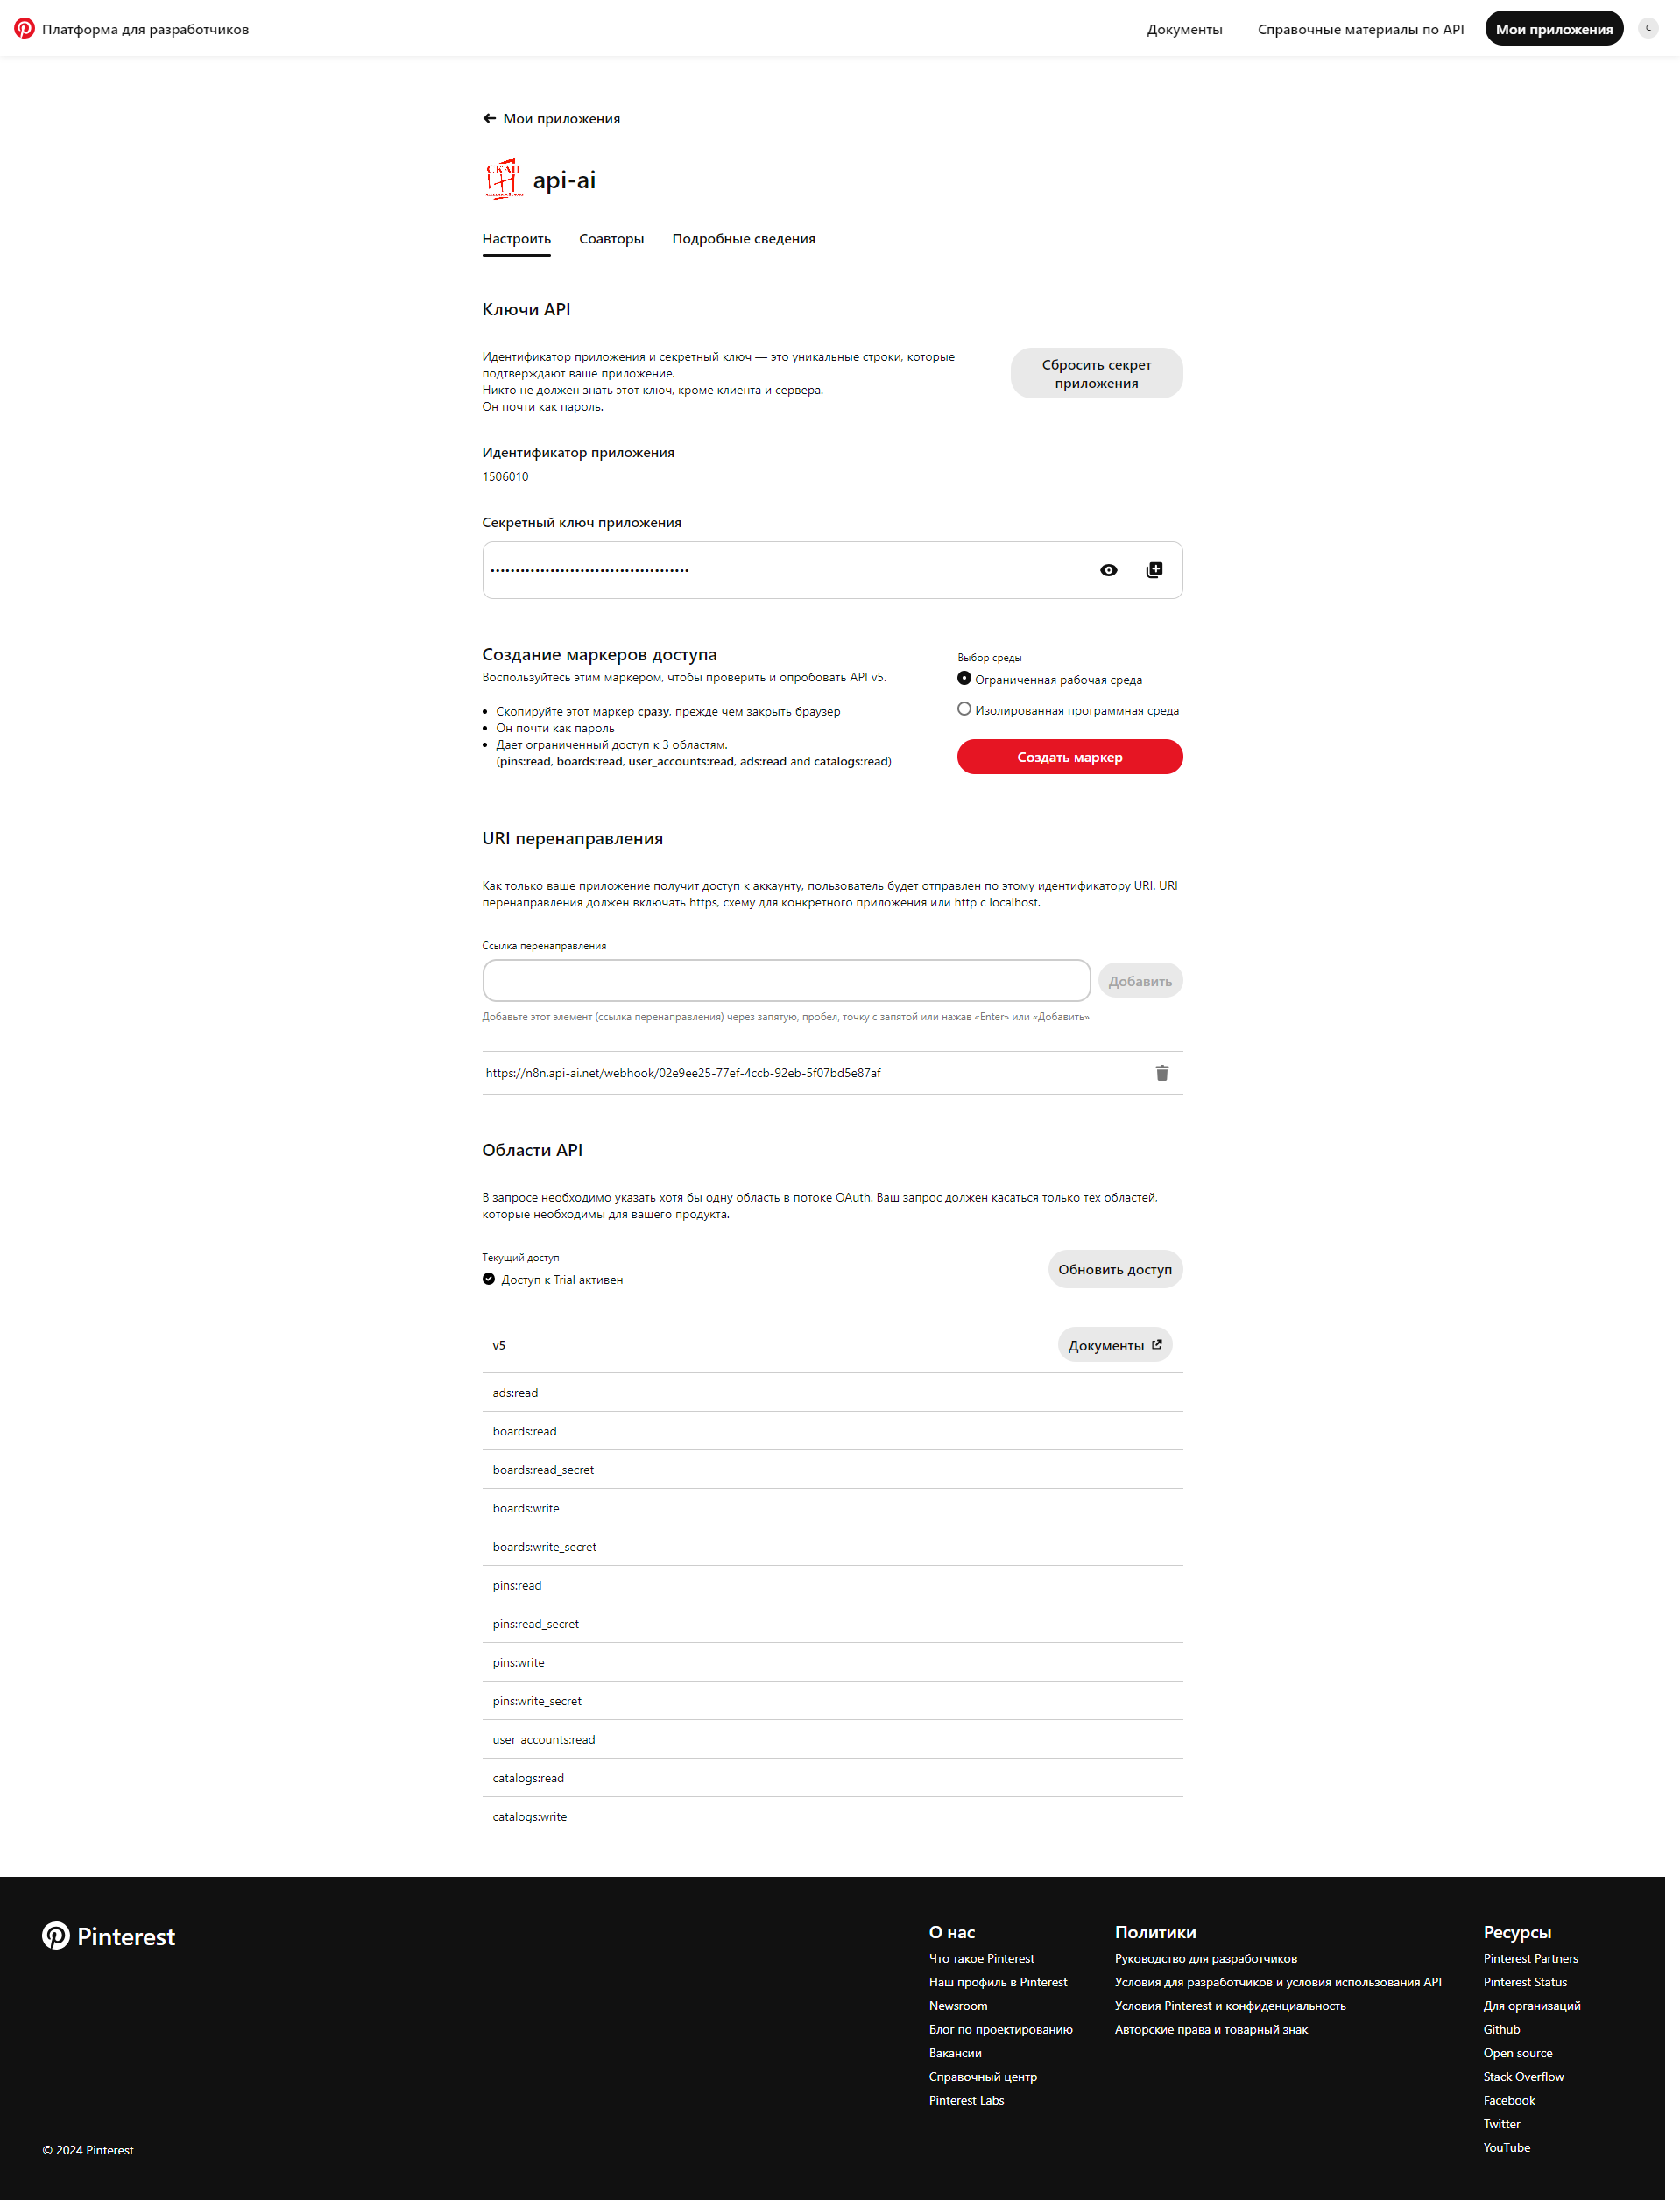 Платформа для разработчиков
Документы
Справочные материалы по API
Мои приложения
C
Мои приложения
СКАП
api-ai
Настроить
Соавторы
Подробные сведения
Ключи API
Идентификатор приложения и секретный ключ — это уникальные строки, которые
подтверждают ваше приложение.
Никто не должен знать этот ключ, кроме клиента и сервера.
Он почти как пароль.
Сбросить секрет
приложения
Идентификатор приложения
1506010
Секретный ключ приложения
Создание маркеров доступа
Воспользуйтесь этим маркером, чтобы проверить и опробовать API v5.
Скопируйте этот маркер сразу, прежде чем закрыть браузер
Он почти как пароль
Дает ограниченный доступ к 3 областям.
(pins:read, boards:read, user_accounts:read, ads:read and catalogs:read)
Выбор среды
Ограниченная рабочая среда
Изолированная программная среда
Создать маркер
URI перенаправления
Как только ваше приложение получит доступ к аккаунту, пользователь будет отправлен по этому идентификатору URI. URI
перенаправления должен включать https, схему для конкретного приложения или http с localhost.
Ссылка перенаправления
Добавить
Добавьте этот элемент (ссылка перенаправления) через запятую, пробел, точку с запятой или нажав «Enter» или «Добавить»
https://n8n.api-ai.net/webhook/02e9ee25-77ef-4ccb-92eb-5f07bd5e87af
Области API
В запросе необходимо указать хотя бы одну область в потоке OAuth. Ваш запрос должен касаться только тех областей,
которые необходимы для вашего продукта.
Текущий доступ
Доступ к Trial активен
Обновить доступ
v5
Документы
ads:read
boards:read
boards:read_secret
boards:write
boards:write_secret
pins:read
pins:read_secret
pins:write
pins:write_secret
user_accounts:read
catalogs:read
catalogs:write
Pinterest
О нас
Что такое Pinterest
Наш профиль в Pinterest
Newsroom
Блог по проектированию
Вакансии
Справочный центр
Pinterest Labs
Политики
Руководство для разработчиков
Условия для разработчиков и условия использования API
Условия Pinterest и конфиденциальность
Авторские права и товарный знак
Ресурсы
Pinterest Partners
Pinterest Status
Для организаций
Github
Open source
Stack Overflow
Facebook
Twitter
YouTube
© 2024 Pinterest